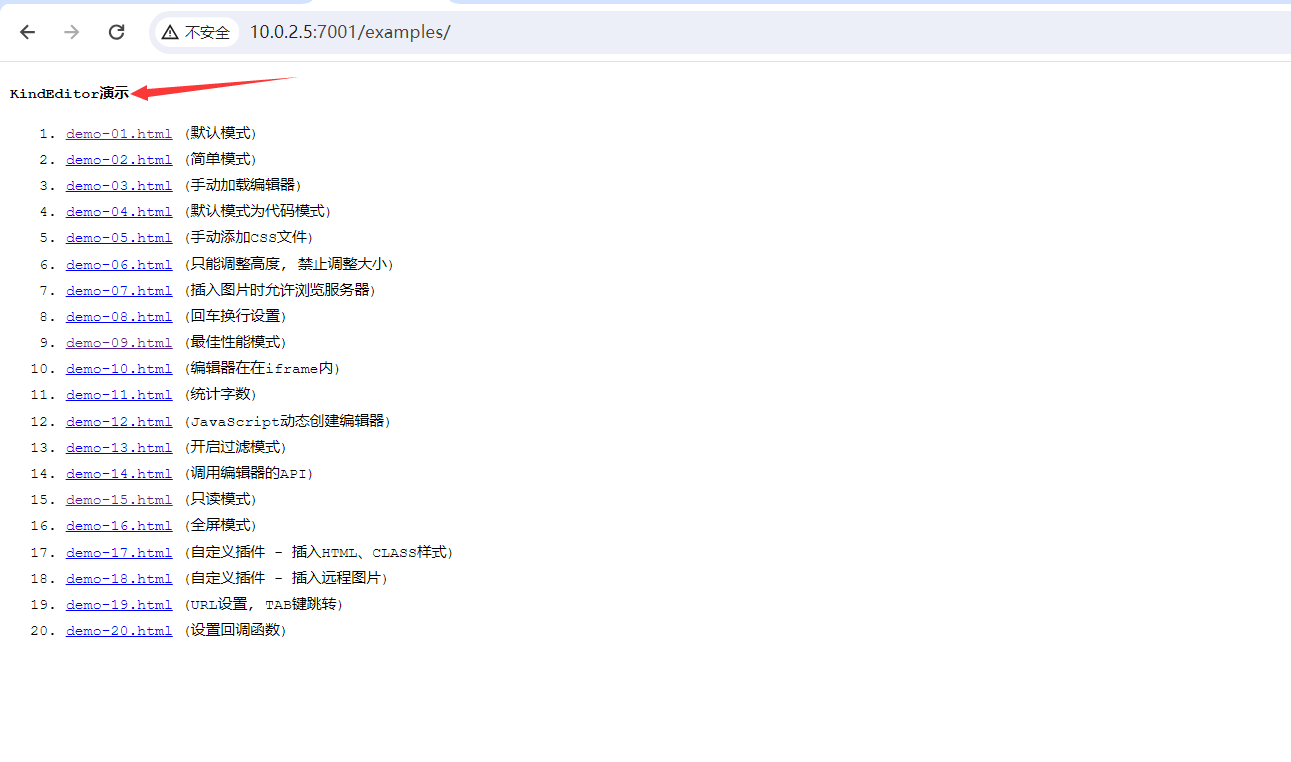 不安全 10.0.2.5:7001/examples/
KindEditor演示
1. demo-01.html (默认模式)
2. demo-02.html (简单模式)
3. demo-03.html (手动加载编辑器)
4. demo-04.html (默认模式为代码模式)
5. demo-05.html (手动添加CSS文件)
6. demo-06.html (只能调整高度, 禁止调整大小)
7. demo-07.html (插入图片时允许浏览服务器)
8. demo-08.html (回车换行设置)
9. demo-09.html (最佳性能模式)
10. demo-10.html (编辑器在在iframe内)
11. demo-11.html (统计字数)
12. demo-12.html (JavaScript动态创建编辑器)
13. demo-13.html (开启过滤模式)
14. demo-14.html (调用编辑器的API)
15. demo-15.html (只读模式)
16. demo-16.html (全屏模式)
17. demo-17.html (自定义插件 - 插入HTML、CLASS样式)
18. demo-18.html (自定义插件 - 插入远程图片)
19. demo-19.html (URL设置, TAB键跳转)
20. demo-20.html (设置回调函数)